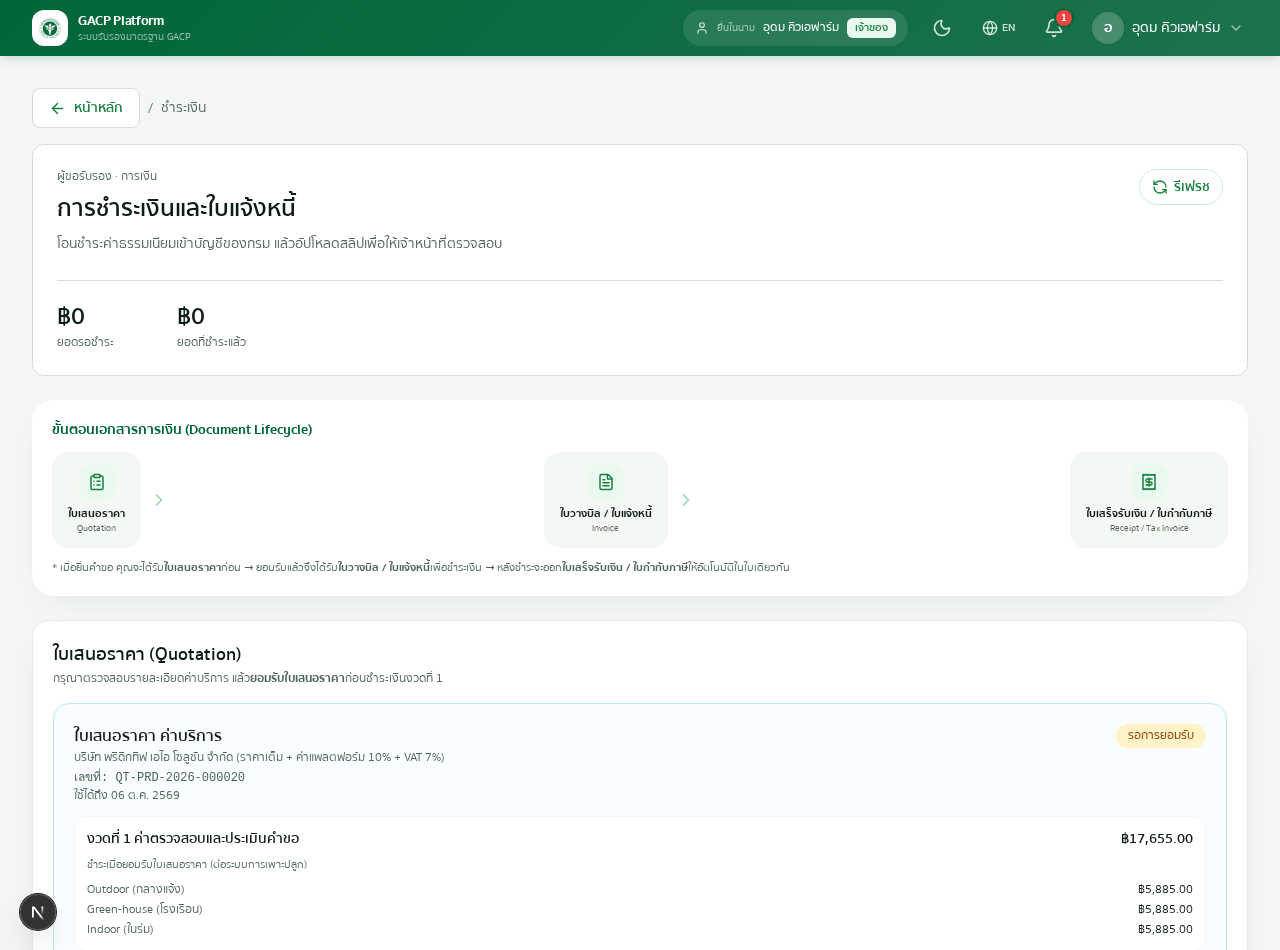 GACP Platform
ระบบรับรองมาตรฐาน GACP
ยื่นในนาม อุดม คิวเอฟาร์ม เจ้าของ
EN
1
อ อุดม คิวเอฟาร์ม
หน้าหลัก / ชำระเงิน
ผู้ขอรับรอง · การเงิน
การชำระเงินและใบแจ้งหนี้
รีเฟรช
โอนชำระค่าธรรมเนียมเข้าบัญชีของกรม แล้วอัปโหลดสลิปเพื่อให้เจ้าหน้าที่ตรวจสอบ
฿0 ฿0
ยอดรอชำระ ยอดที่ชำระแล้ว
ขั้นตอนเอกสารการเงิน (Document Lifecycle)
ใบเสนอราคา ใบวางบิล / ใบแจ้งหนี้ ใบเสร็จรับเงิน / ใบกำกับภาษี
Quotation Invoice Receipt / Tax Invoice
* เมื่อยื่นคำขอ คุณจะได้รับใบเสนอราคาก่อน → ยอมรับแล้วจึงได้รับใบวางบิล / ใบแจ้งหนี้เพื่อชำระเงิน → หลังชำระจะออกใบเสร็จรับเงิน / ใบกำกับภาษีให้อัตโนมัติในใบเดียวกัน
ใบเสนอราคา (Quotation)
กรุณาตรวจสอบรายละเอียดค่าบริการ แล้วยอมรับใบเสนอราคาก่อนชำระเงินงวดที่ 1
ใบเสนอราคา ค่าบริการ
รอการยอมรับ
บริษัท พรีดิกทิฟ เอไอ โซลูชัน จำกัด (ราคาเต็ม + ค่าแพลตฟอร์ม 10% + VAT 7%)
เลขที่: QT-PRD-2026-000020
ใช้ได้ถึง 06 ต.ค. 2569
งวดที่ 1 ค่าตรวจสอบและประเมินคำขอ ฿17,655.00
ชำระเมื่อยอมรับใบเสนอราคา (ต่อระบบการเพาะปลูก)
Outdoor (กลางแจ้ง) ฿5,885.00
Green-house (โรงเรือน) ฿5,885.00
Indoor (ในร่ม) ฿5,885.00
N